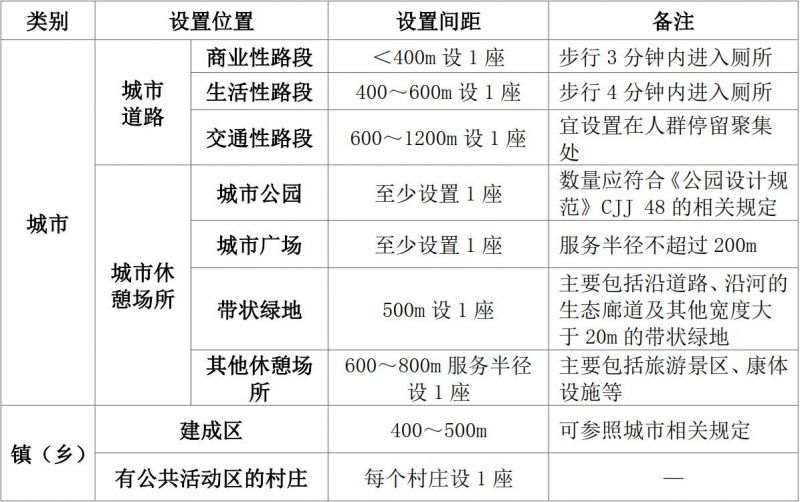 类别 设置位置 设置间距 备注
城市 城市道路 商业性路段 <400m 设 1 座 步行 3 分钟内进入厕所
生活性路段 400～600m 设 1 座 步行 4 分钟内进入厕所
交通性路段 600～1200m 设 1 座 宜设置在人群停留聚集
处
城市休
憩场所 城市公园 至少设置 1 座 数量应符合《公园设计规
范》CJJ 48 的相关规定
城市广场 至少设置 1 座 服务半径不超过 200m
带状绿地 500m 设 1 座 主要包括沿道路、沿河的
生态廊道及其他宽度大
于 20m 的带状绿地
其他休憩场
所 600～800m 服务半径
设 1 座 主要包括旅游景区、康体
设施等
镇（乡） 建成区 400～500m 可参照城市相关规定
有公共活动区的村庄 每个村庄设 1 座 —